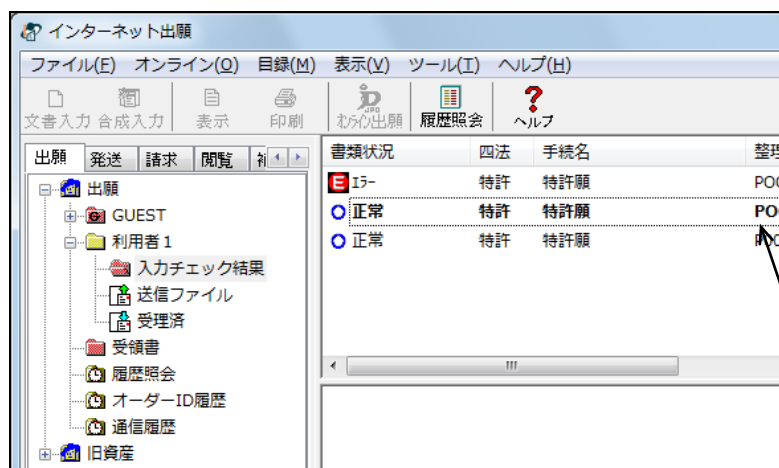 インターネット出願
ファイル(F) オンライン(O) 目録(M) 表示(V) ツール(T) ヘルプ(H)
文書入力 合成入力 表示 印刷 オンライン出願 履歴照会 ヘルプ
出願 発送 請求 閲覧
書類状況 四法 手続名 整理
エラー 特許 特許願
正常 特許 特許願
正常 特許 特許願
出願
GUEST
利用者1
入力チェック結果
送信ファイル
受理済
受領書
履歴照会
オーダーID履歴
通信履歴
旧資産